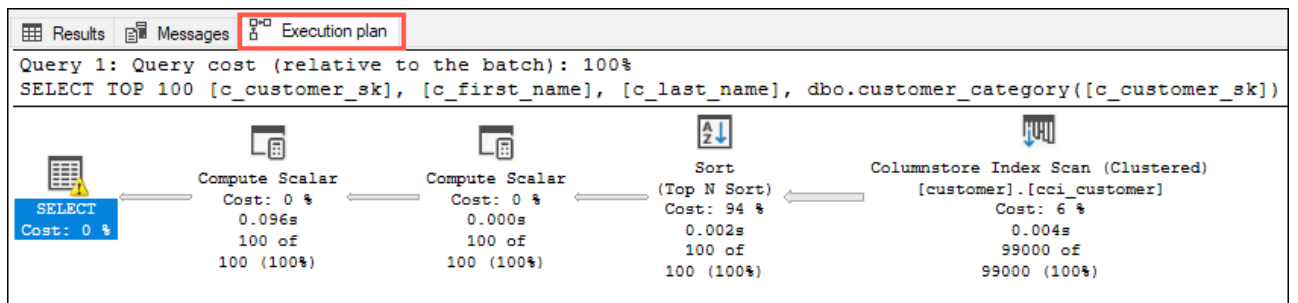 Results Messages Execution plan
Query 1: Query cost (relative to the batch): 100%
SELECT TOP 100 [c_customer_sk], [c_first_name], [c_last_name], dbo.customer_category([c_customer_sk])
SELECT
Cost: 0 %
Compute Scalar
Cost: 0 %
0.096s
100 of
100 (100%)
Compute Scalar
Cost: 0 %
0.000s
100 of
100 (100%)
Sort
(Top N Sort)
Cost: 94 %
0.002s
100 of
100 (100%)
Columnstore Index Scan (Clustered)
[customer].[cci_customer]
Cost: 6 %
0.004s
99000 of
99000 (100%)